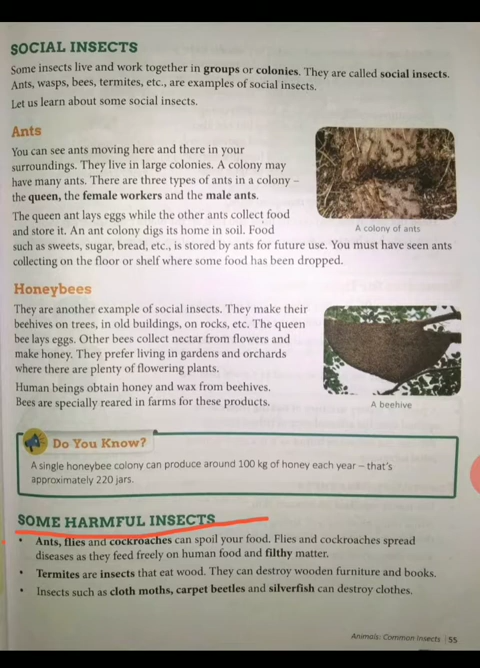 SOCIAL INSECTS
Some insects live and work together in groups or colonies. They are called social insects.
Ants, wasps, bees, termites, etc., are examples of social insects.
Let us learn about some social insects.
Ants
You can see ants moving here and there in your
surroundings. They live in large colonies. A colony may
have many ants. There are three types of ants in a colony –
the queen, the female workers and the male ants.
The queen ant lays eggs while the other ants collect food
and store it. An ant colony digs its home in soil. Food
such as sweets, sugar, bread, etc., is stored by ants for future use. You must have seen ants
collecting on the floor or shelf where some food has been dropped.
A colony of ants
Honeybees
They are another example of social insects. They make their
beehives on trees, in old buildings, on rocks, etc. The queen
bee lays eggs. Other bees collect nectar from flowers and
make honey. They prefer living in gardens and orchards
where there are plenty of flowering plants.
Human beings obtain honey and wax from beehives.
Bees are specially reared in farms for these products.
A beehive
Do You Know?
A single honeybee colony can produce around 100 kg of honey each year – that's
approximately 220 jars.
SOME HARMFUL INSECTS
• Ants, flies and cockroaches can spoil your food. Flies and cockroaches spread
diseases as they feed freely on human food and filthy matter.
• Termites are insects that eat wood. They can destroy wooden furniture and books.
• Insects such as cloth moths, carpet beetles and silverfish can destroy clothes.
Animals: Common Insects 55